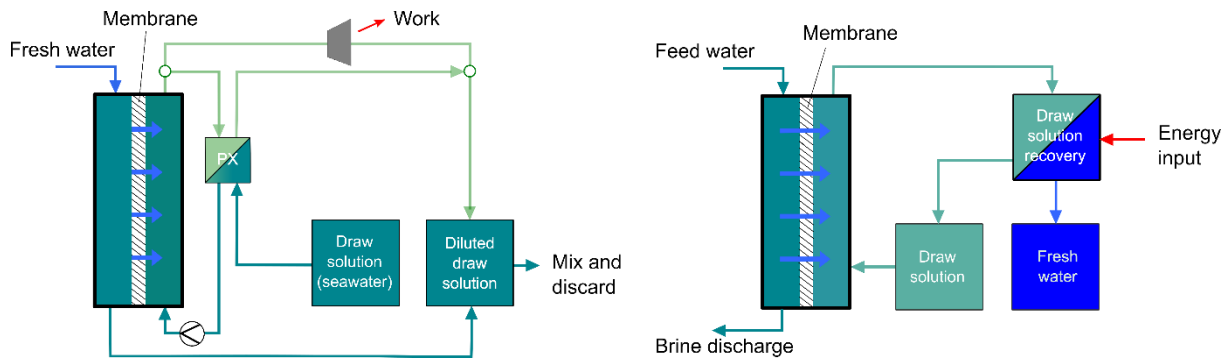 Membrane
Work
Fresh water
PX
Draw
solution
(seawater)
Diluted
draw
solution
Mix and
discard
Membrane
Feed water
Draw
solution
recovery
Energy
input
Draw
solution
Fresh
water
Brine discharge